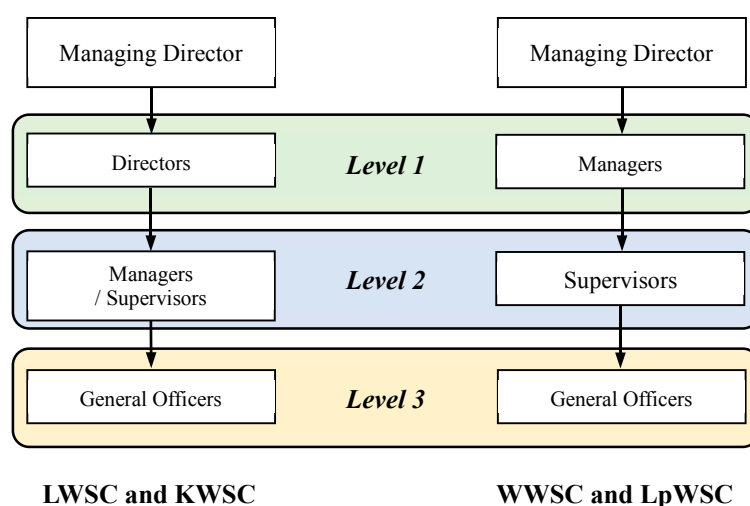 Managing Director
Managing Director
Directors
Level 1
Managers
Managers
/ Supervisors
Level 2
Supervisors
General Officers
Level 3
General Officers
LWSC and KWSC
WWSC and LpWSC